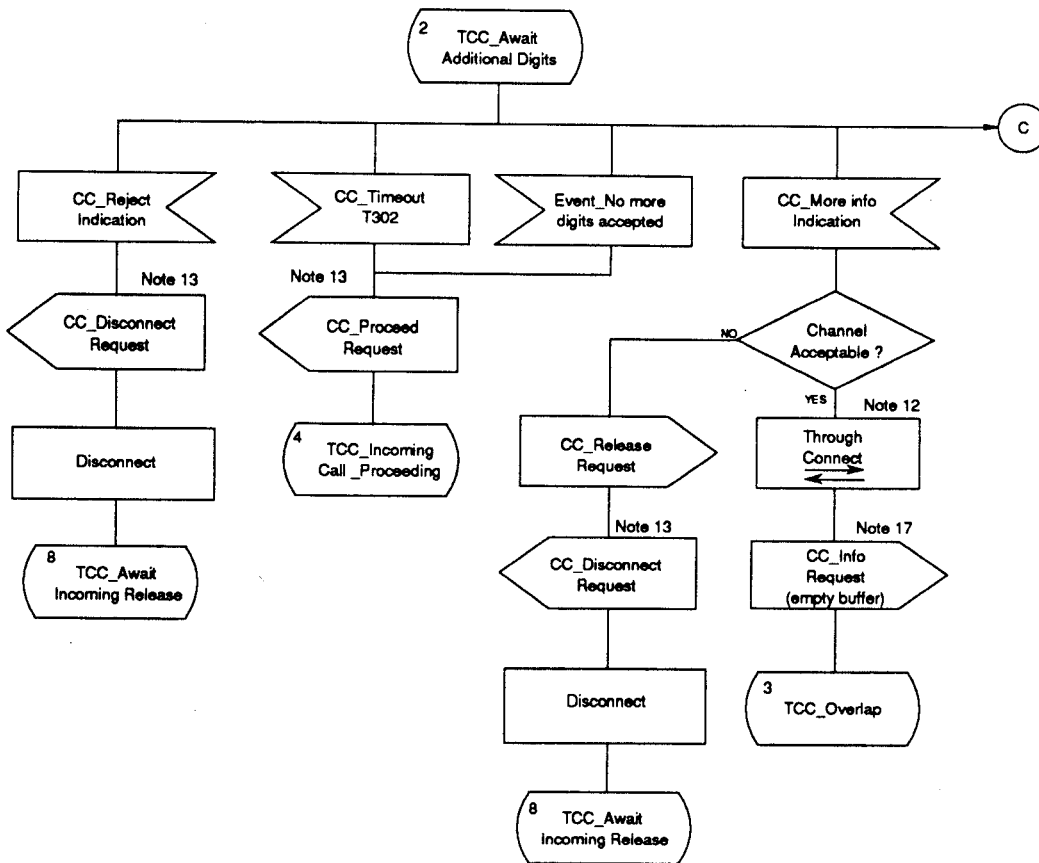 2
TCC_Await
Additional Digits
C
CC_Reject
Indication
CC_Timeout
T302
Event_No more
digits accepted
CC_More info
Indication
Note 13
CC_Disconnect
Request
Note 13
CC_Proceed
Request
NO
Channel
Acceptable ?
YES
Disconnect
4
TCC_Incoming
Call _Proceeding
CC_Release
Request
Note 12
Through
Connect
8
TCC_Await
Incoming Release
Note 13
CC_Disconnect
Request
Note 17
CC_Info
Request
(empty buffer)
Disconnect
3
TCC_Overlap
8
TCC_Await
Incoming Release